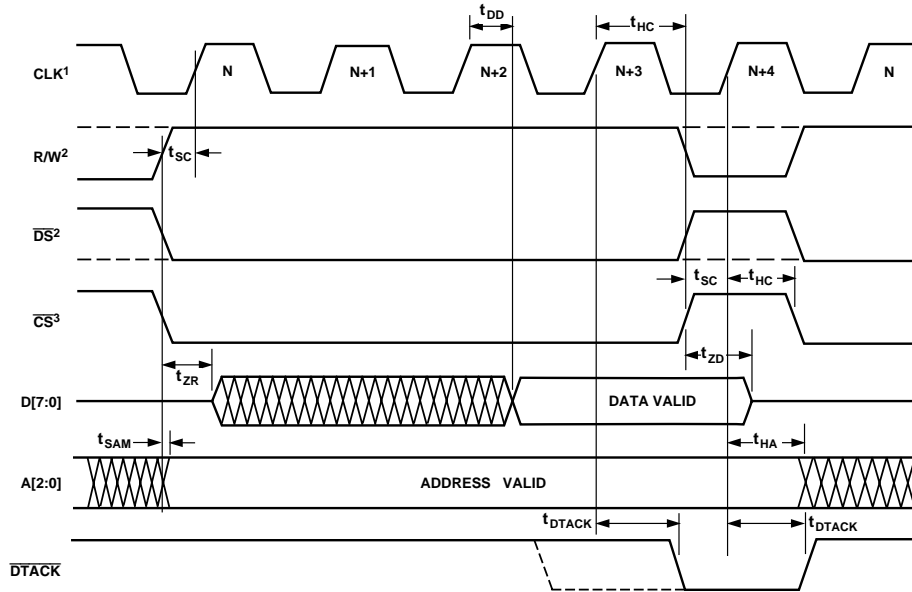 tDD
tHC
CLK1
N
N+1
N+2
N+3
N+4
N
R/W2
tSC
DS2
tSC
tHC
CS3
tZR
tZD
D[7:0]
DATA VALID
tSAM
tHA
A[2:0]
ADDRESS VALID
tDTACK
tDTACK
DTACK